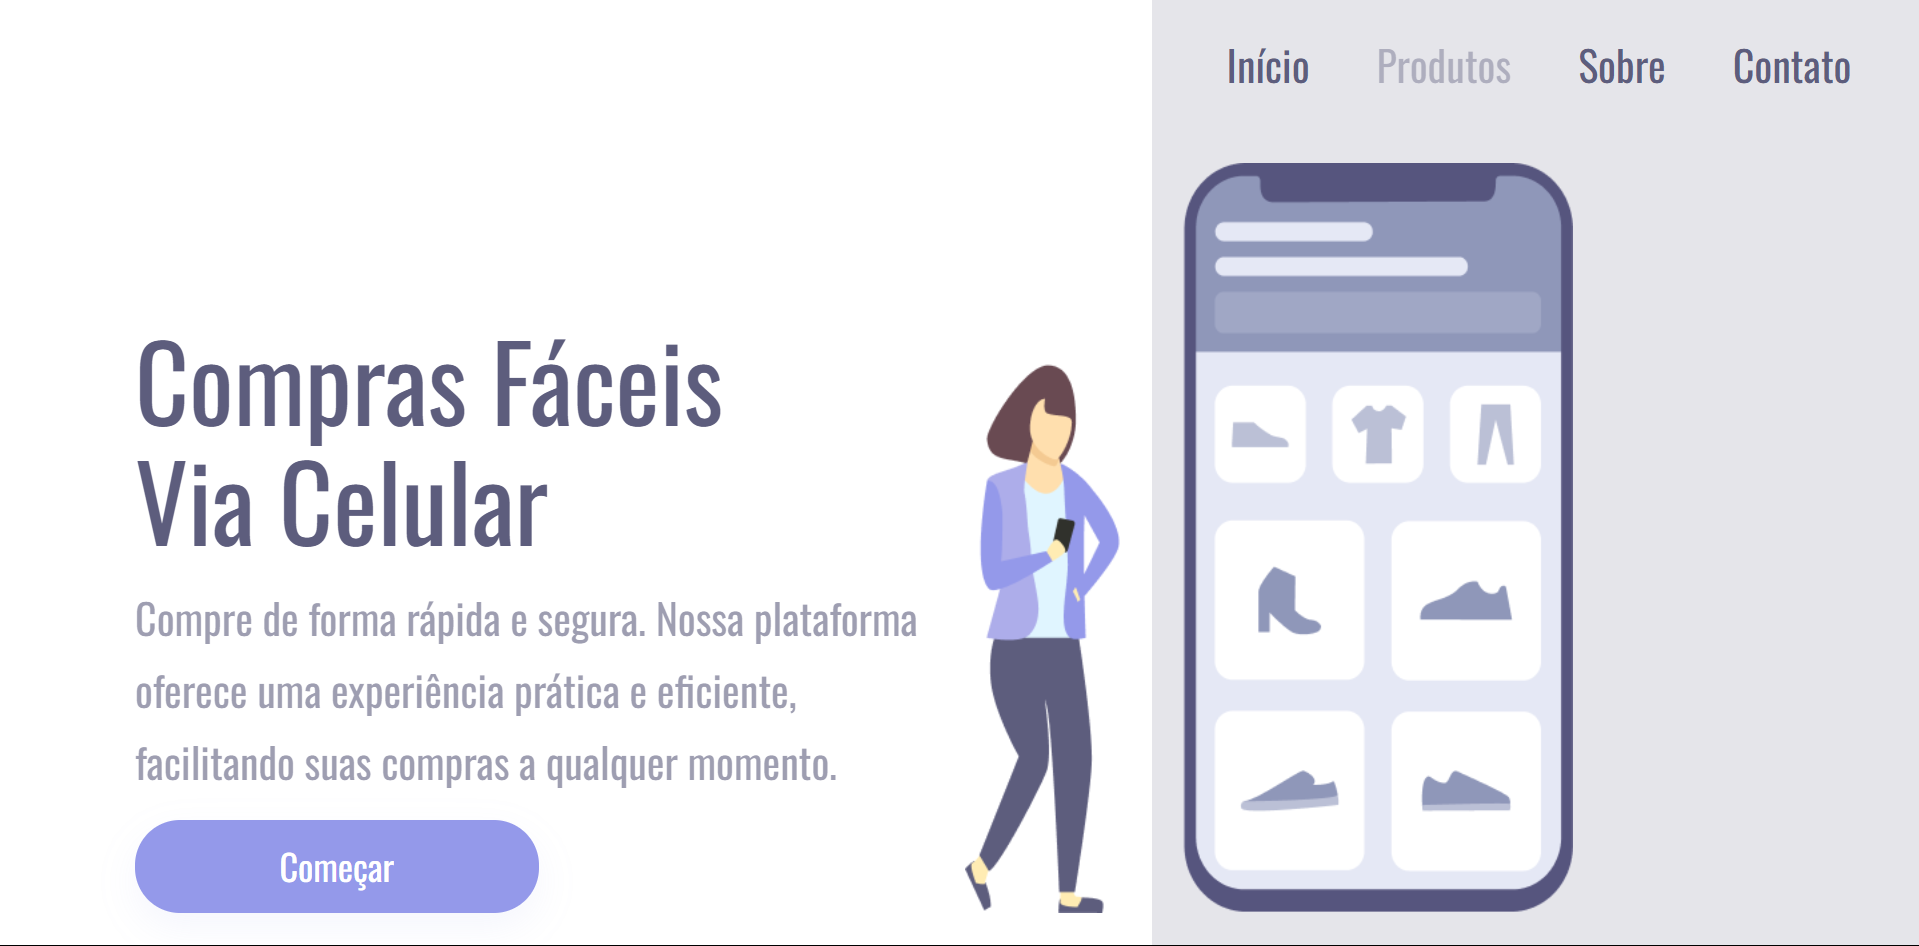 Início Produtos Sobre Contato
Compras Fáceis
Via Celular
Compre de forma rápida e segura. Nossa plataforma
oferece uma experiência prática e eficiente,
facilitando suas compras a qualquer momento.
Começar